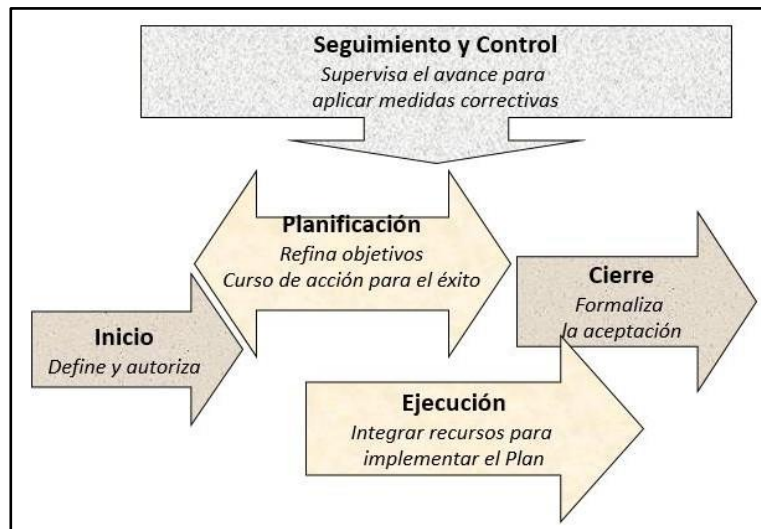 Seguimiento y Control
Supervisa el avance para
aplicar medidas correctivas
Planificación
Refina objetivos
Curso de acción para el éxito
Cierre
Formaliza
la aceptación
Inicio
Define y autoriza
Ejecución
Integrar recursos para
implementar el Plan